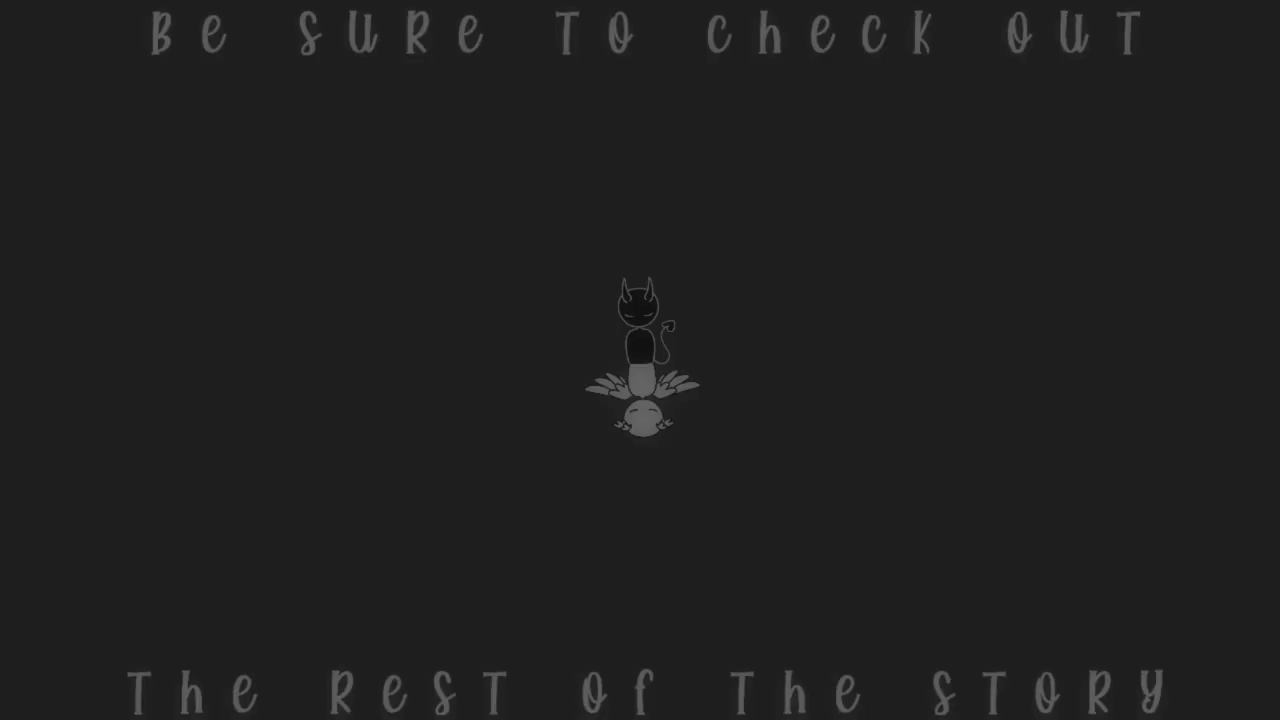 Be SURe TO check OUT
The ReST Of The STORY